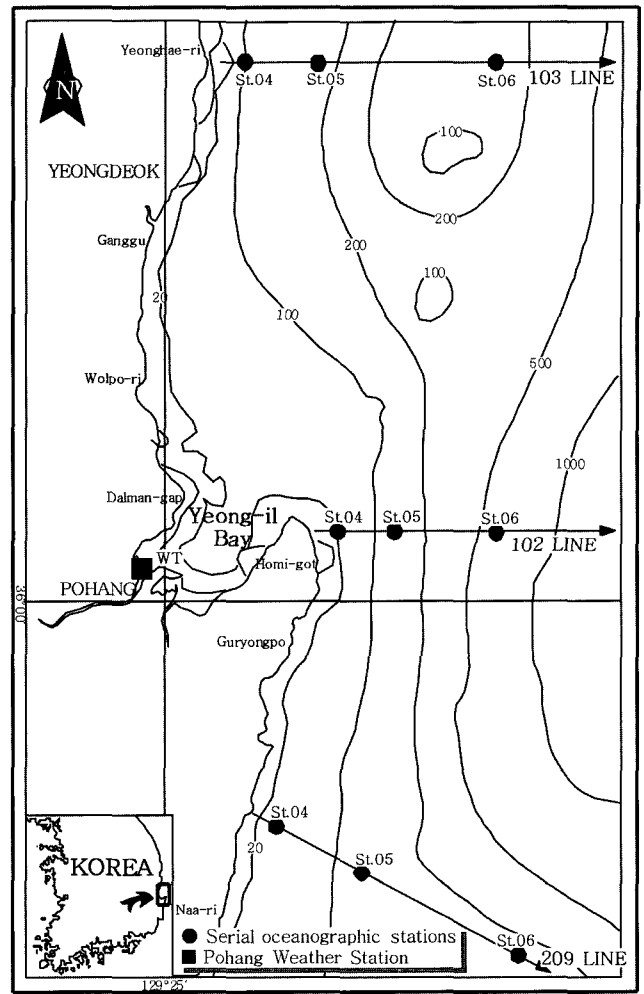 Yeonghae-ri
St.04
St.05
St.06
103 LINE
N
YEONGDEOK
100
200
Ganggu
200
100
20
100
500
Wolpo-ri
1000
Dalman-gap
Yeong-il
Bay
St.04
St.05
St.06
102 LINE
WT
Homi-got
POHANG
36°00'
Guryongpo
St.04
20
St.05
KOREA
Naa-ri
St.06
209 LINE
Serial oceanographic stations
Pohang Weather Station
129°25'